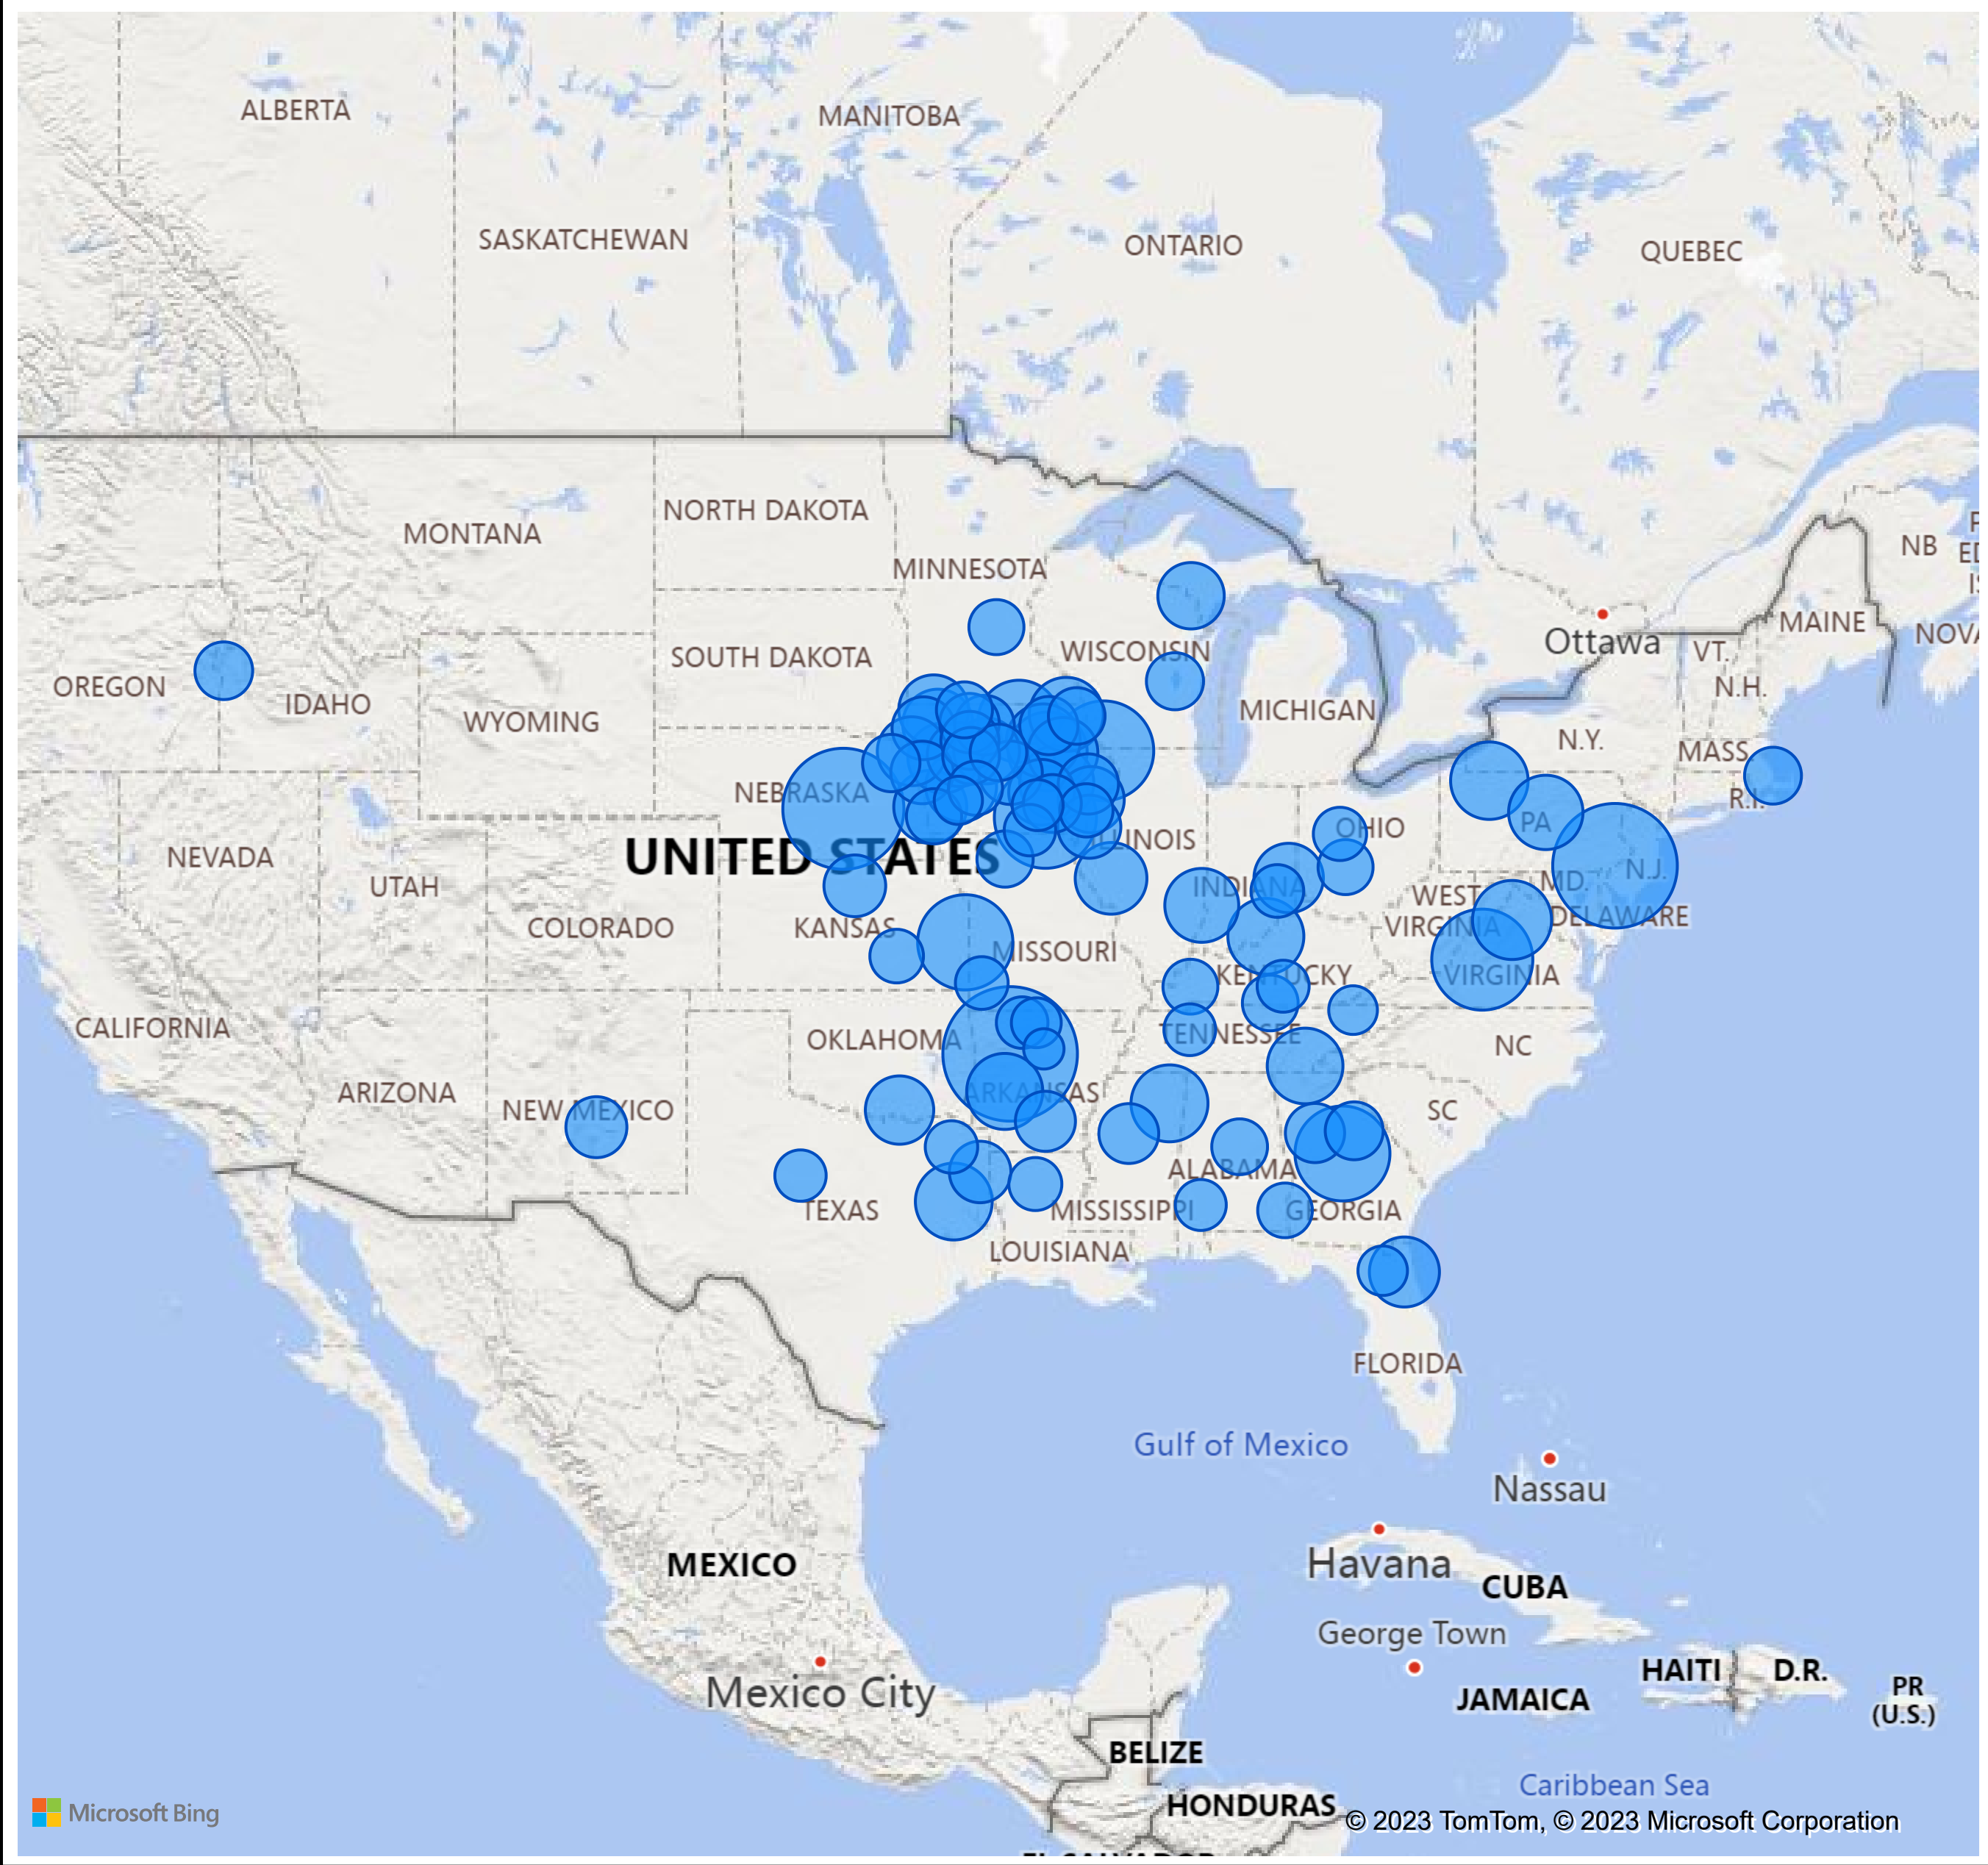 ALBERTA
MANITOBA
SASKATCHEWAN
ONTARIO
QUEBEC
NORTH DAKOTA
MONTANA
NB
MINNESOTA
MAINE
NOVA
Ottawa
WISCONSIN
VT.
SOUTH DAKOTA
OREGON
N.H.
IDAHO
MICHIGAN
WYOMING
N.Y.
MASS.
NEBRASKA
R.I.
PA
OHIO
ILLINOIS
UNITED STATES
NEVADA
N.J.
UTAH
INDIANA
MD.
WEST
VIRGINIA
DELAWARE
COLORADO
KANSAS
MISSOURI
KENTUCKY
VIRGINIA
CALIFORNIA
TENNESSEE
OKLAHOMA
NC
ARIZONA
ARKANSAS
NEW MEXICO
SC
ALABAMA
TEXAS
MISSISSIPPI
GEORGIA
LOUISIANA
FLORIDA
Gulf of Mexico
Nassau
MEXICO
Havana
CUBA
George Town
HAITI
D.R.
Mexico City
JAMAICA
PR
(U.S.)
BELIZE
Caribbean Sea
HONDURAS
Microsoft Bing
© 2023 TomTom, © 2023 Microsoft Corporation